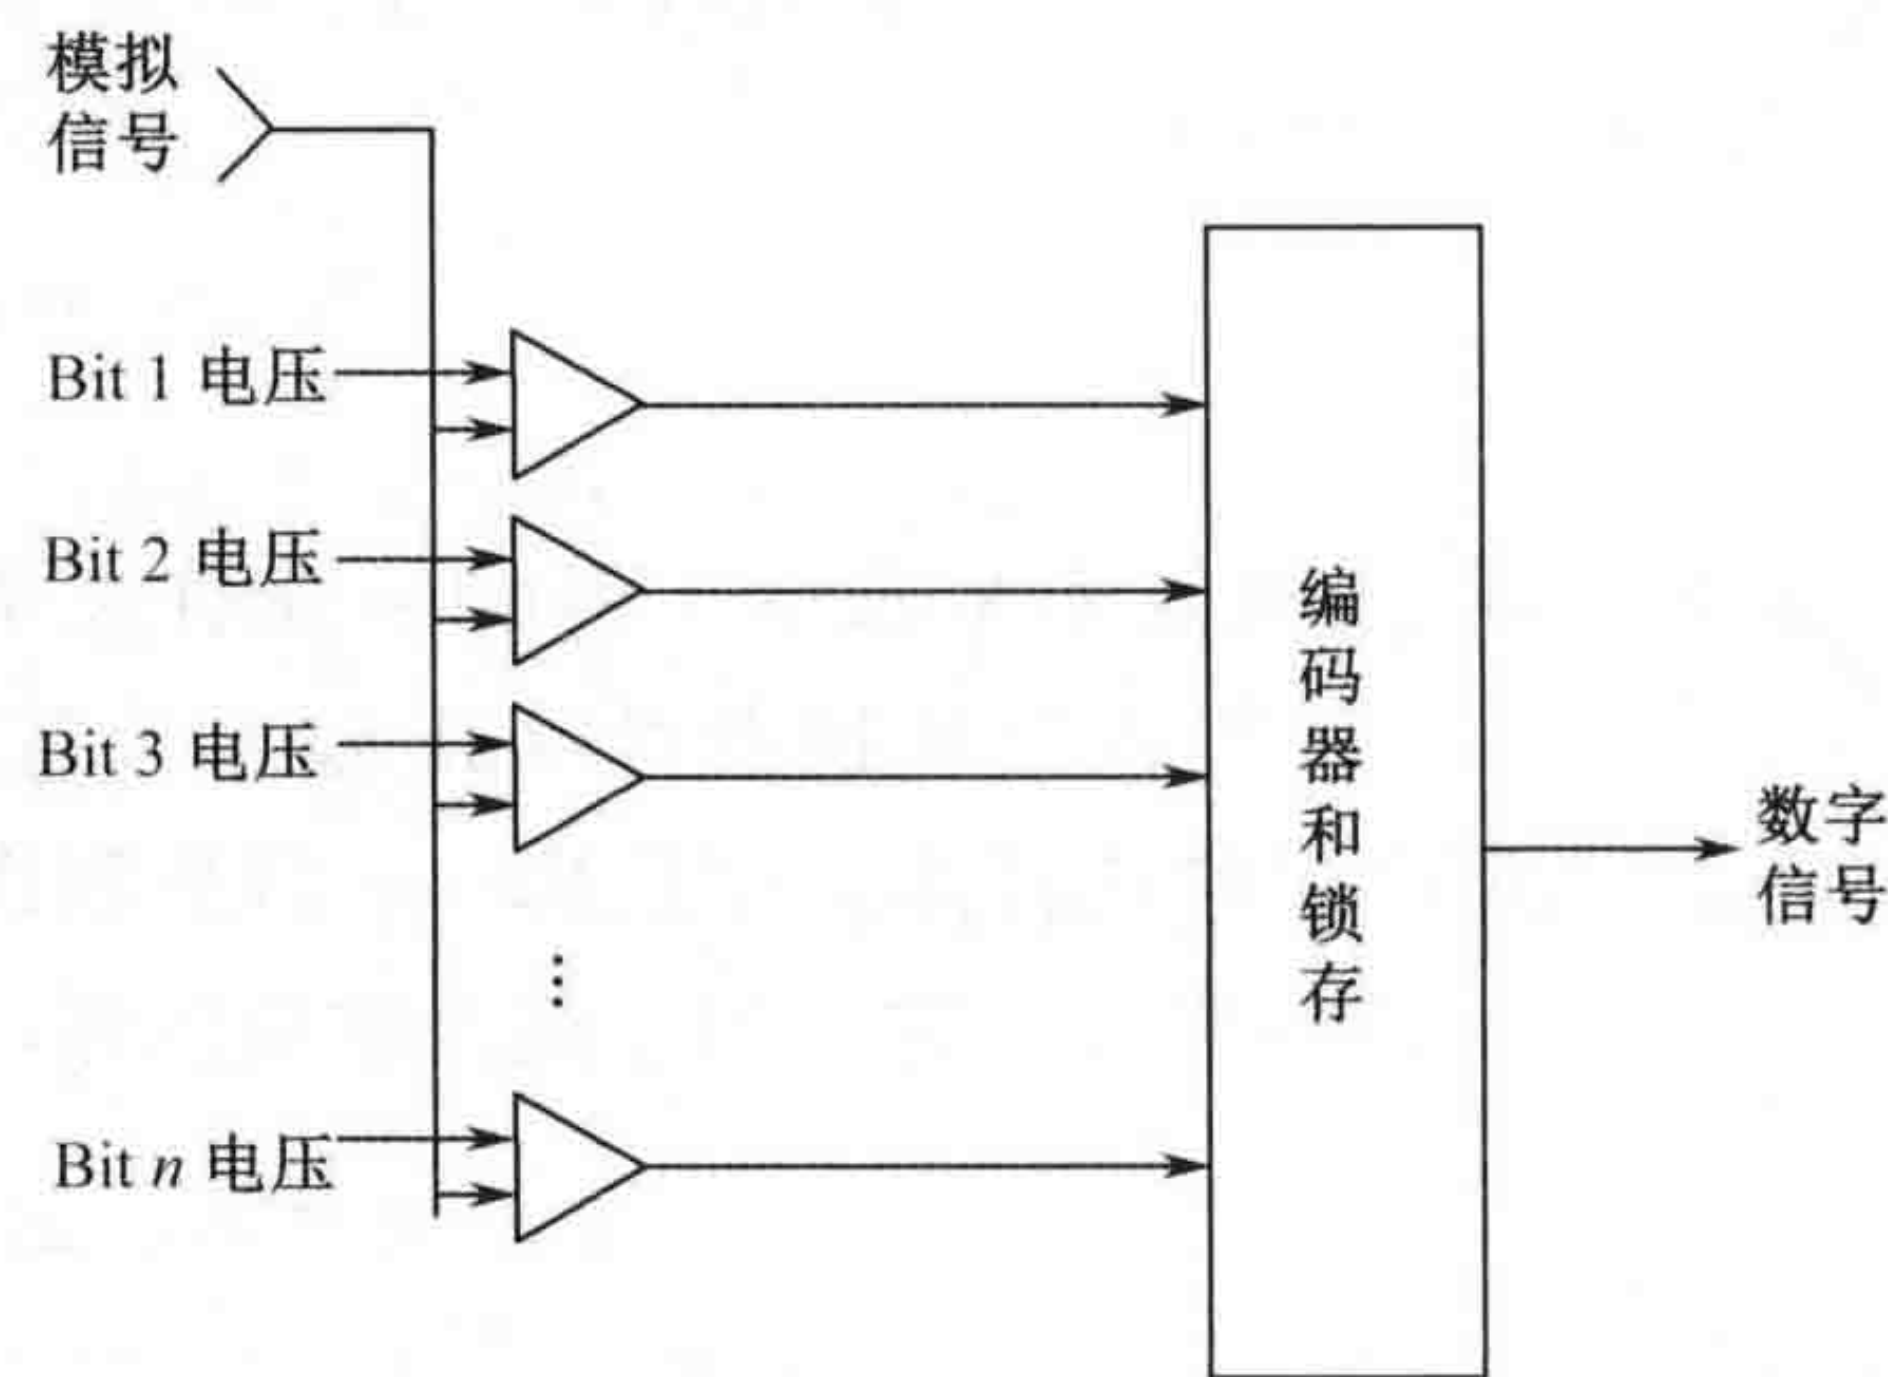 模拟
信号
Bit 1 电压
Bit 2 电压
Bit 3 电压
⋮
Bit n 电压
编
码
器
和
锁
存
数字
信号